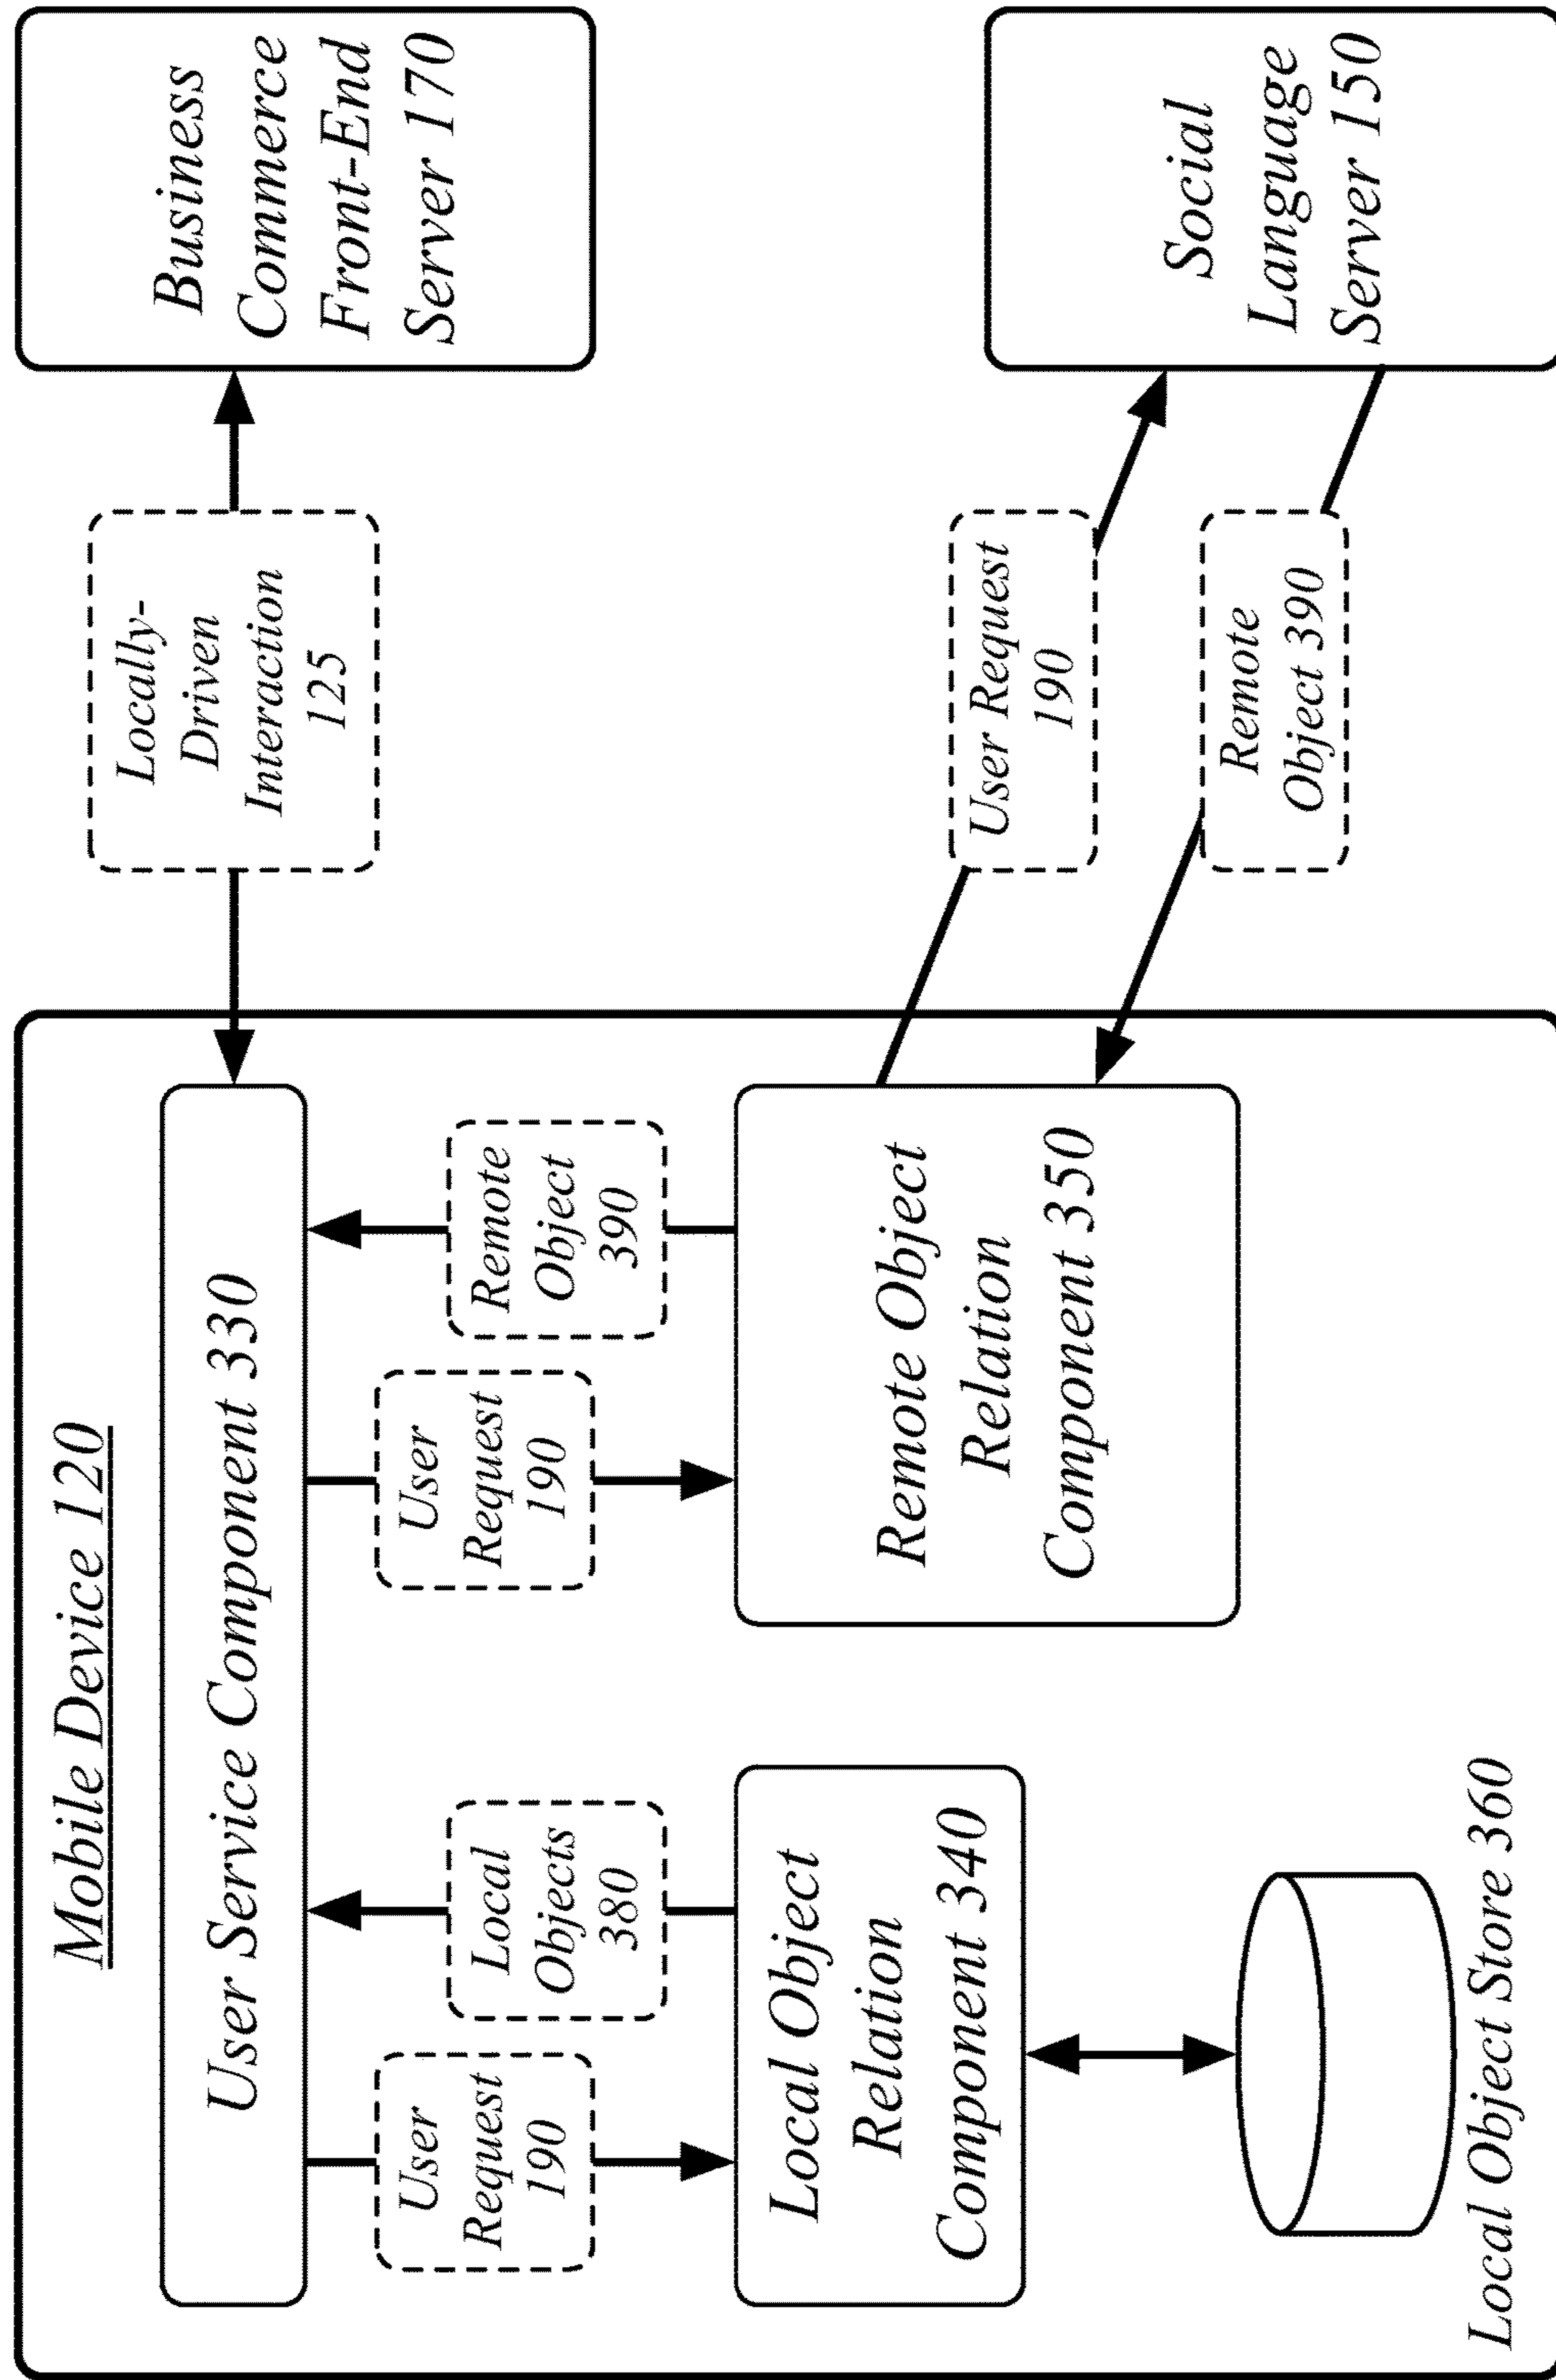 Mobile Device 120
User Service Component 330
User
Request
190
Local
Objects
380
User
Request
190
Remote
Object
390
Local Object
Relation
Component 340
Remote Object
Relation
Component 350
Local Object Store 360
Locally-
Driven
Interaction
125
Business
Commerce
Front-End
Server 170
User Request
190
Remote
Object 390
Social
Language
Server 150